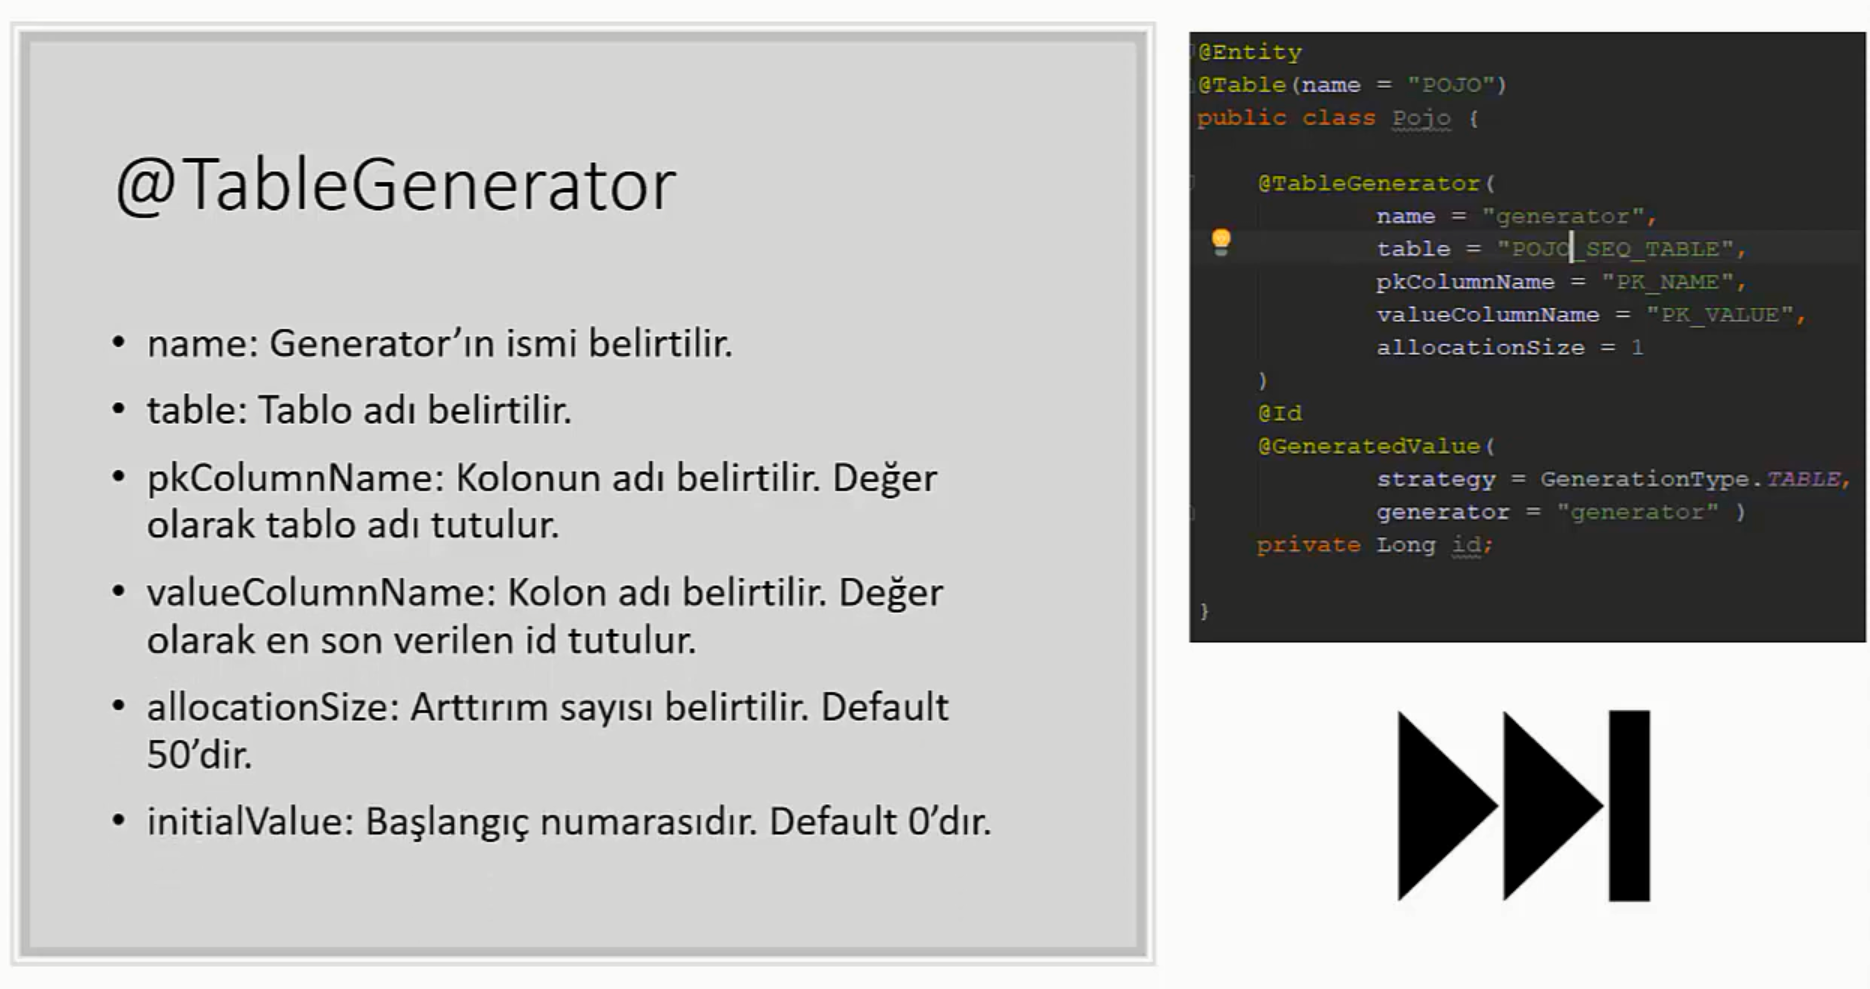 @TableGenerator
• name: Generator’ın ismi belirtilir.
• table: Tablo adı belirtilir.
• pkColumnName: Kolonun adı belirtilir. Değer
olarak tablo adı tutulur.
• valueColumnName: Kolon adı belirtilir. Değer
olarak en son verilen id tutulur.
• allocationSize: Arttırım sayısı belirtilir. Default
50’dir.
• initialValue: Başlangıç numarasıdır. Default 0’dır.
@Entity
@Table(name = "POJO")
public class Pojo {
@TableGenerator(
name = "generator",
table = "POJO_SEQ_TABLE",
pkColumnName = "PK_NAME",
valueColumnName = "PK_VALUE",
allocationSize = 1
)
@Id
@GeneratedValue(
strategy = GenerationType.TABLE,
generator = "generator" )
private Long id;
}